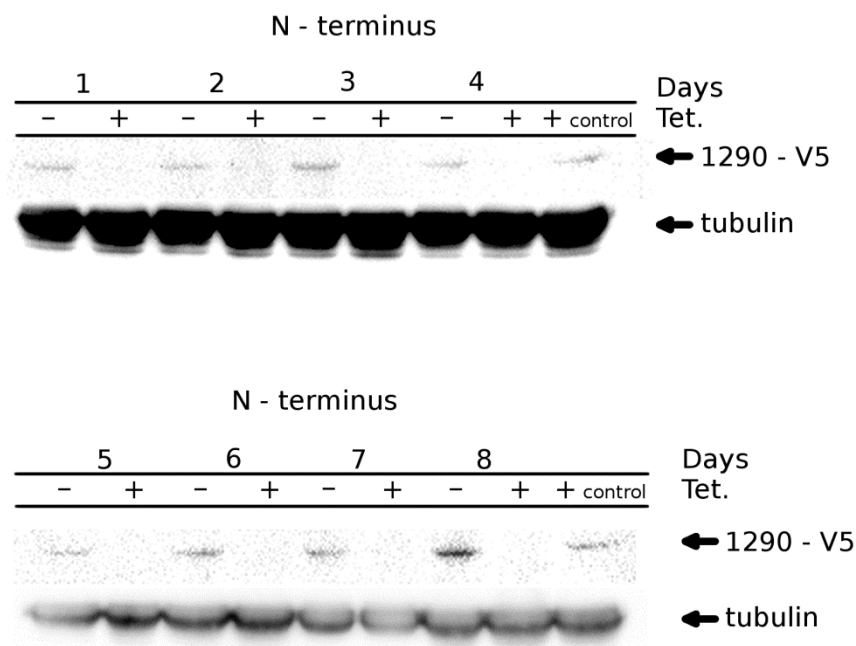 N - terminus
1 2 3 4 Days
– + – + – + – + + control Tet.
1290 - V5
tubulin
N - terminus
5 6 7 8 Days
– + – + – + – + + control Tet.
1290 - V5
tubulin